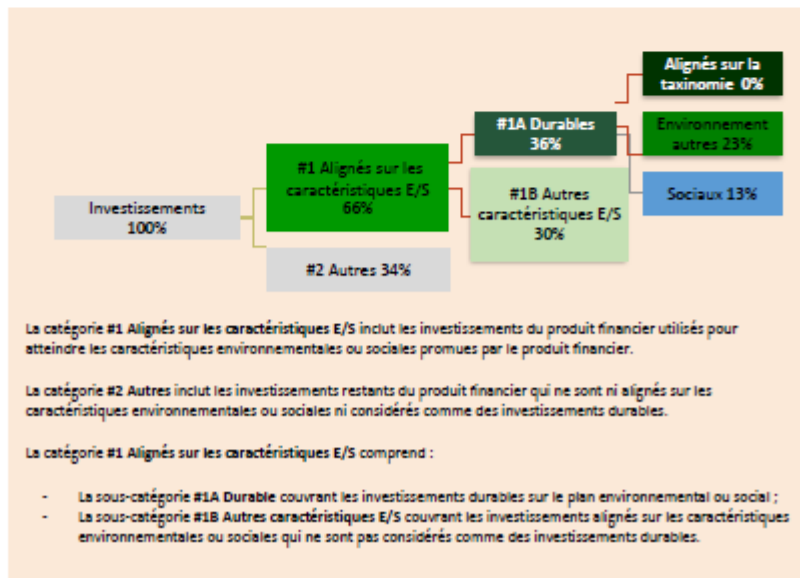 Alignés sur la
taxinomie 0%
#1A Durables
36%
Environnement
autres 23%
#1 Alignés sur les
caractéristiques E/S
66%
#1B Autres
caractéristiques E/S
30%
Sociaux 13%
Investissements
100%
#2 Autres 34%
La catégorie #1 Alignés sur les caractéristiques E/S inclut les investissements du produit financier utilisés pour
atteindre les caractéristiques environnementales ou sociales promues par le produit financier.
La catégorie #2 Autres inclut les investissements restants du produit financier qui ne sont ni alignés sur les
caractéristiques environnementales ou sociales ni considérés comme des investissements durables.
La catégorie #1 Alignés sur les caractéristiques E/S comprend :
- La sous-catégorie #1A Durable couvrant les investissements durables sur le plan environnemental ou social ;
- La sous-catégorie #1B Autres caractéristiques E/S couvrant les investissements alignés sur les caractéristiques
environnementales ou sociales qui ne sont pas considérés comme des investissements durables.